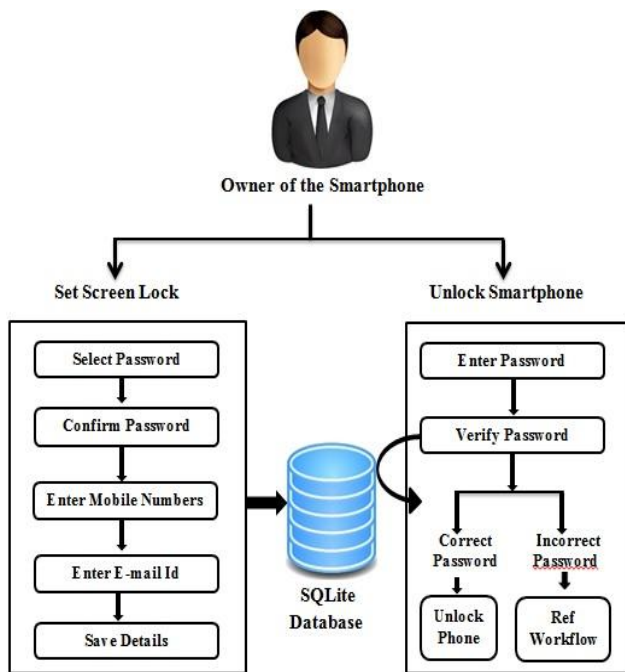 Owner of the Smartphone
Set Screen Lock
Select Password
Confirm Password
Enter Mobile Numbers
Enter E-mail Id
Save Details
SQLite
Database
Unlock Smartphone
Enter Password
Verify Password
Correct
Password
Incorrect
Password
Unlock
Phone
Ref
Workflow